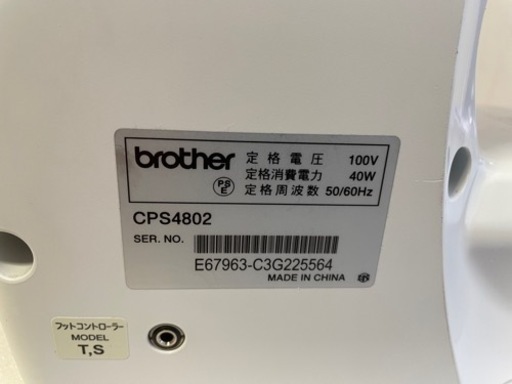 brother
定格電圧 100V
定格消費電力 40W
定格周波数 50/60Hz
PS
E
CPS4802
SER. NO.
E67963-C3G225564
MADE IN CHINA
フットコントローラー
MODEL
T,S